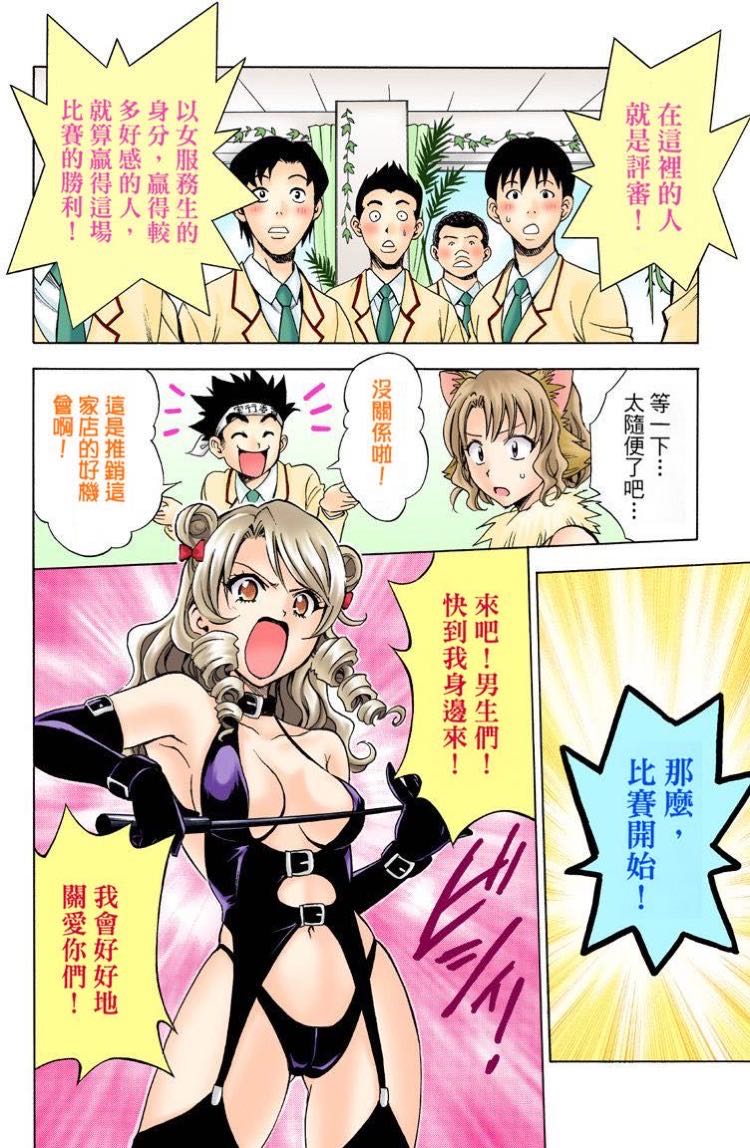 在這裡的人
就是評審！
以女服務生的
身分，贏得較
多好感的人，
就算贏得這場
比賽的勝利！
等一下…
太隨便了吧…
沒關係啦！
這是推銷這
家店的好機
會啊！
那麼，
比賽開始！
來吧！男生們！
快到我身邊來！
我會好好地
關愛你們！
ビシィ！